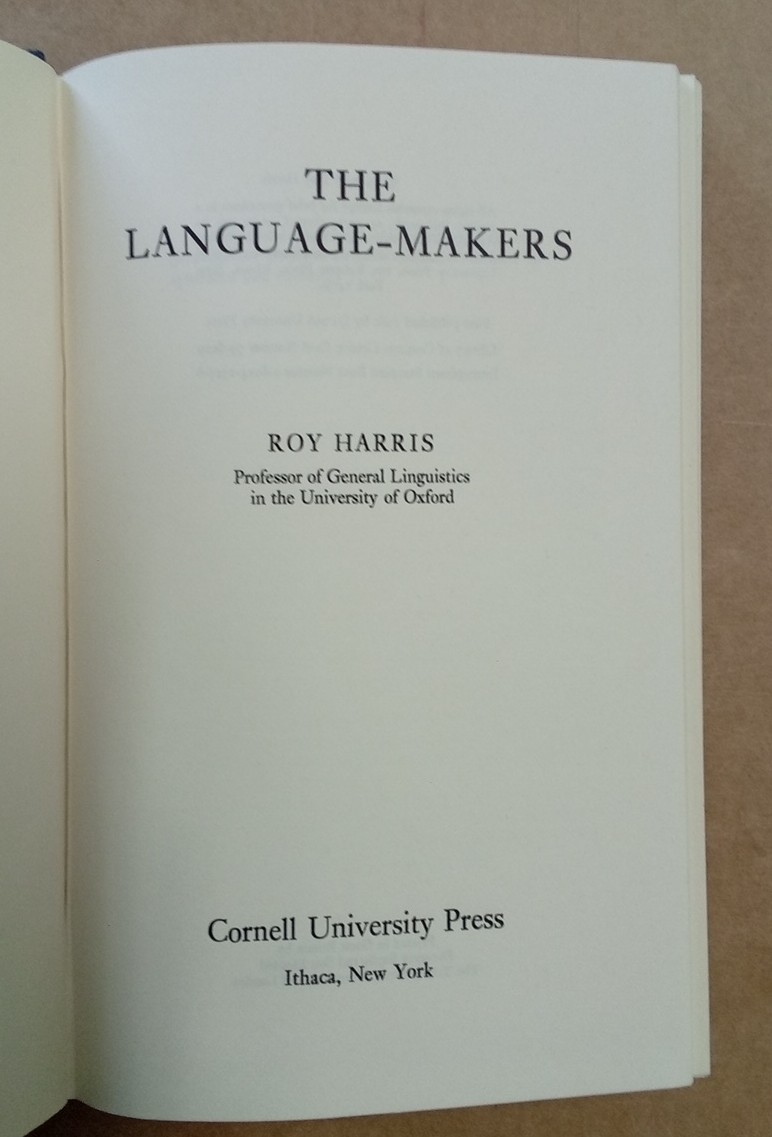 THE
LANGUAGE-MAKERS
ROY HARRIS
Professor of General Linguistics
in the University of Oxford
Cornell University Press
Ithaca, New York